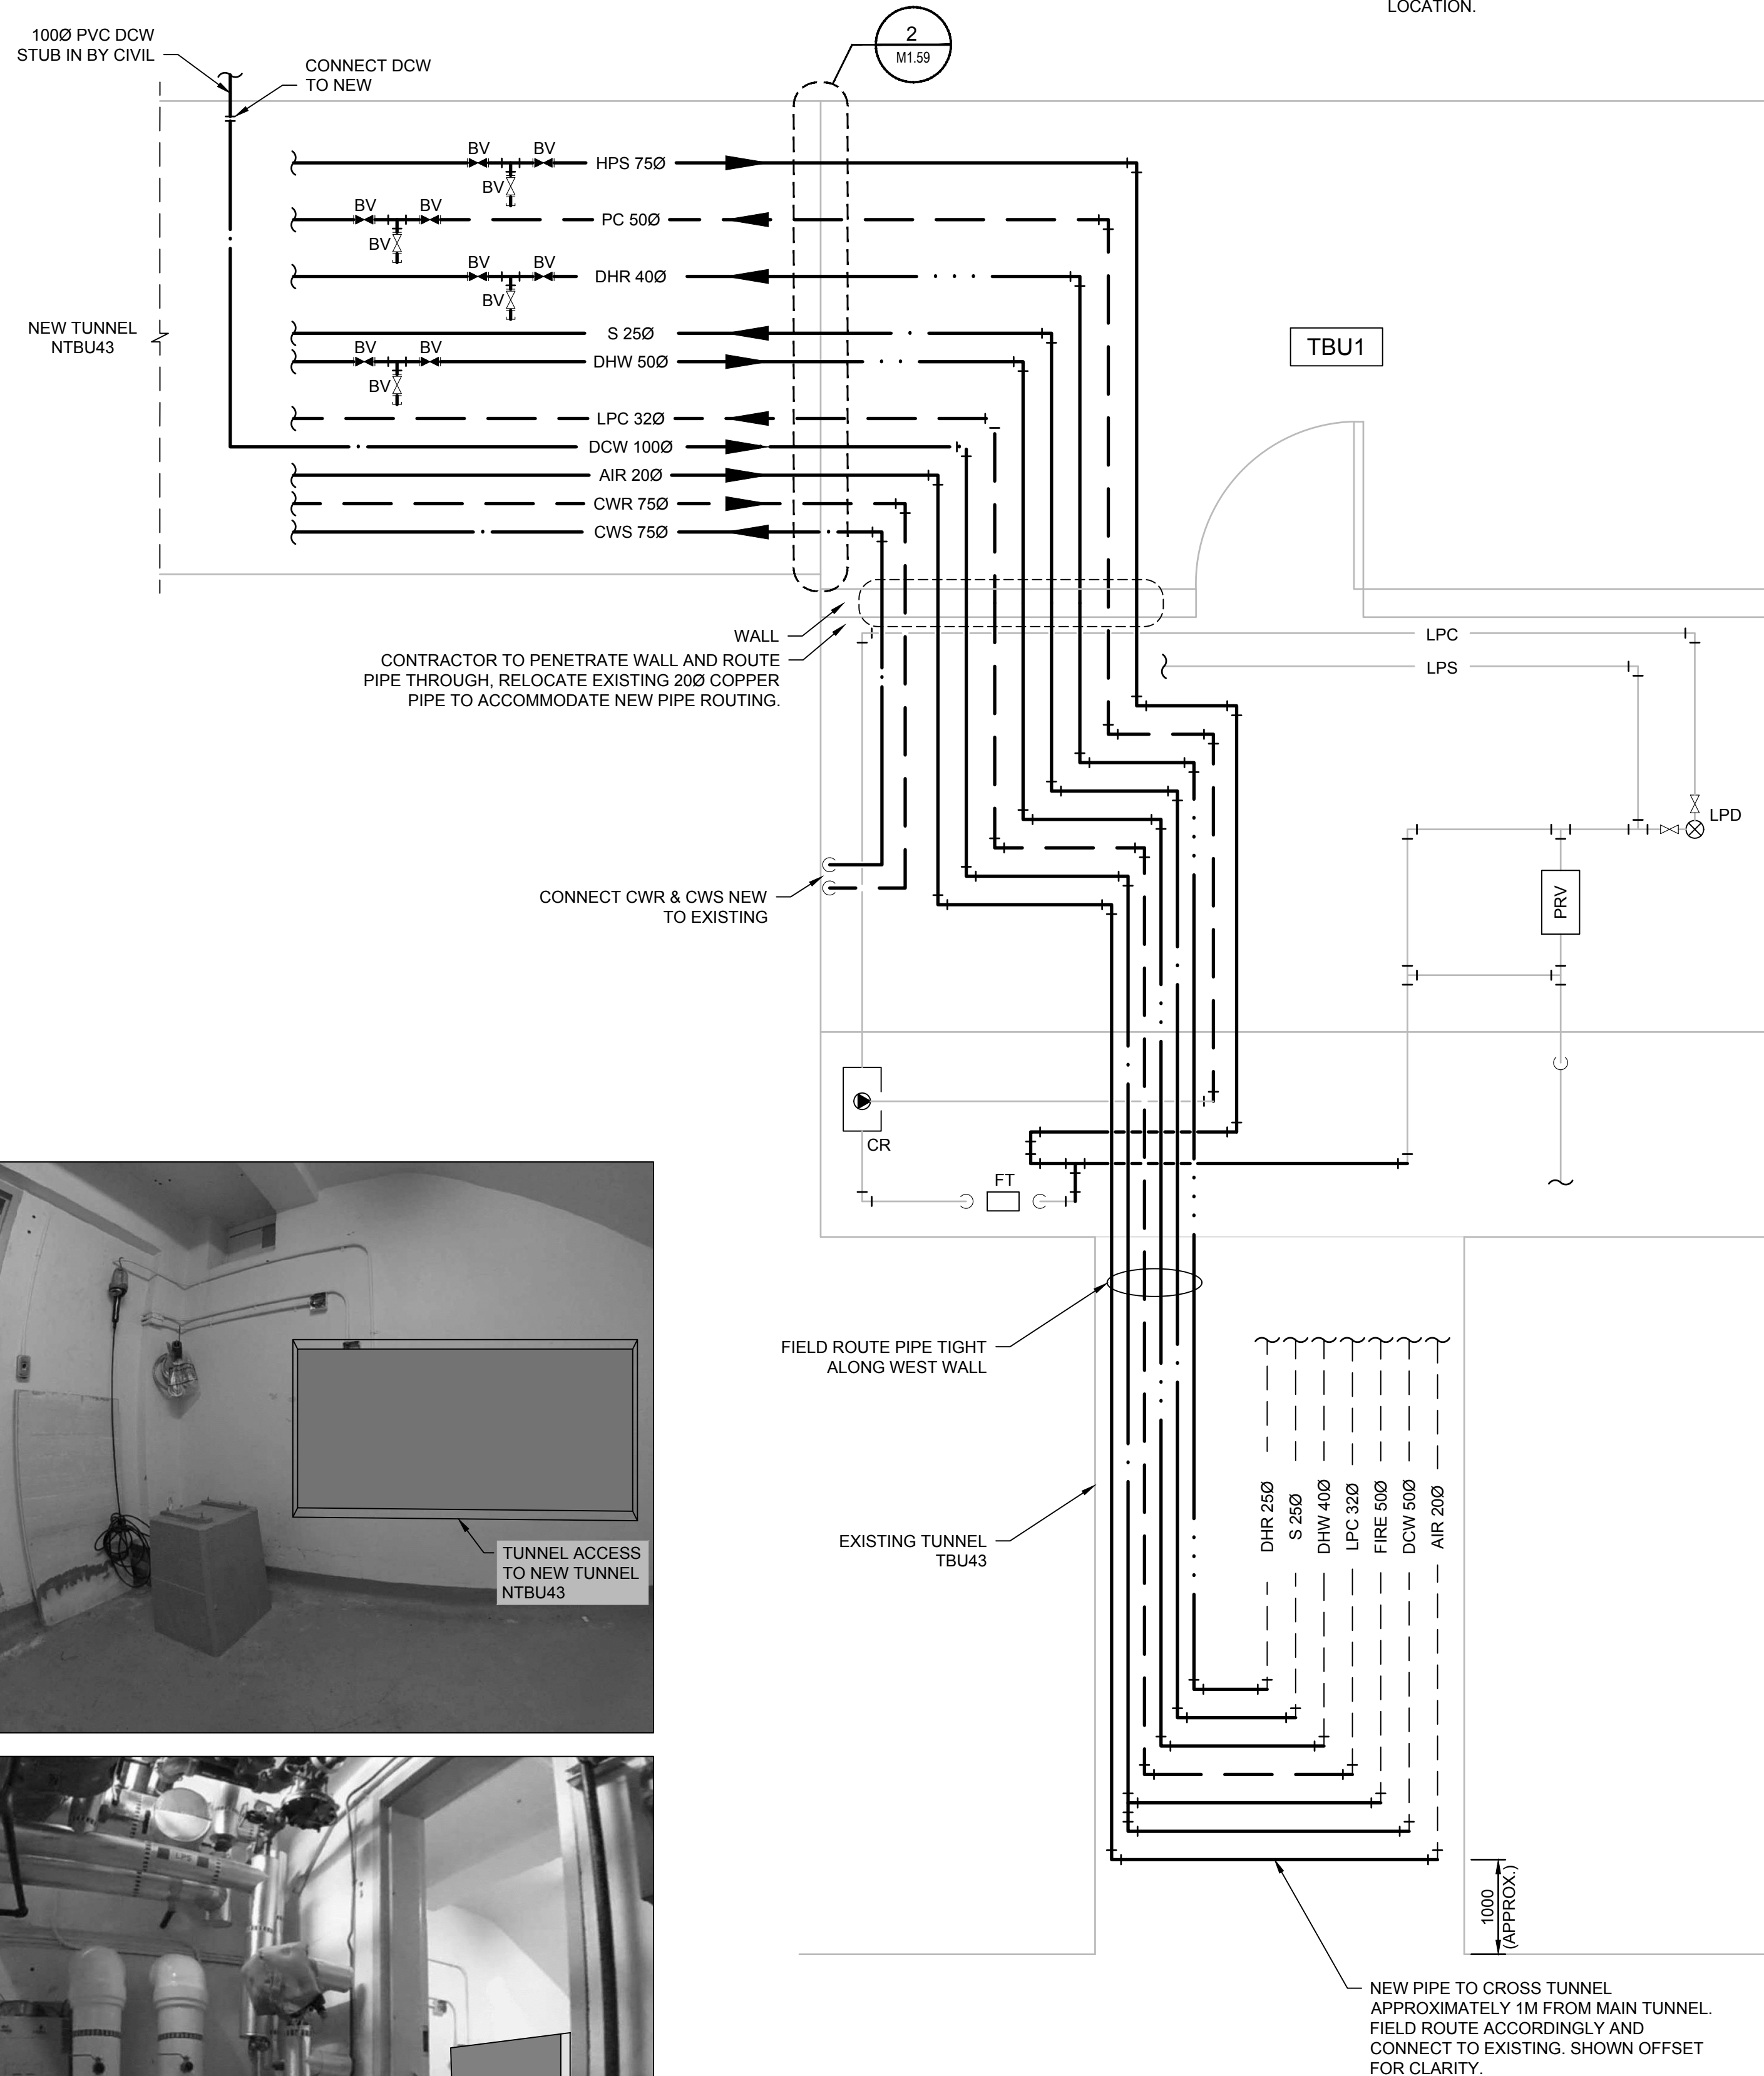 LOCATION.
100Ø PVC DCW
STUB IN BY CIVIL
CONNECT DCW
TO NEW
2
M1.59
BV
BV
HPS 75Ø
BV
BV
BV
PC 50Ø
BV
BV
BV
DHR 40Ø
BV
NEW TUNNEL
NTBU43
S 25Ø
BV
BV
DHW 50Ø
BV
TBU1
LPC 32Ø
DCW 100Ø
AIR 20Ø
CWR 75Ø
CWS 75Ø
WALL
CONTRACTOR TO PENETRATE WALL AND ROUTE
PIPE THROUGH, RELOCATE EXISTING 20Ø COPPER
PIPE TO ACCOMMODATE NEW PIPE ROUTING.
LPC
LPS
LPD
PRV
CONNECT CWR & CWS NEW
TO EXISTING
CR
FT
FIELD ROUTE PIPE TIGHT
ALONG WEST WALL
DHR 25Ø
S 25Ø
DHW 40Ø
LPC 32Ø
FIRE 50Ø
DCW 50Ø
AIR 20Ø
EXISTING TUNNEL
TBU43
TUNNEL ACCESS
TO NEW TUNNEL
NTBU43
LPS
1000
(APPROX.)
NEW PIPE TO CROSS TUNNEL
APPROXIMATELY 1M FROM MAIN TUNNEL.
FIELD ROUTE ACCORDINGLY AND
CONNECT TO EXISTING. SHOWN OFFSET
FOR CLARITY.